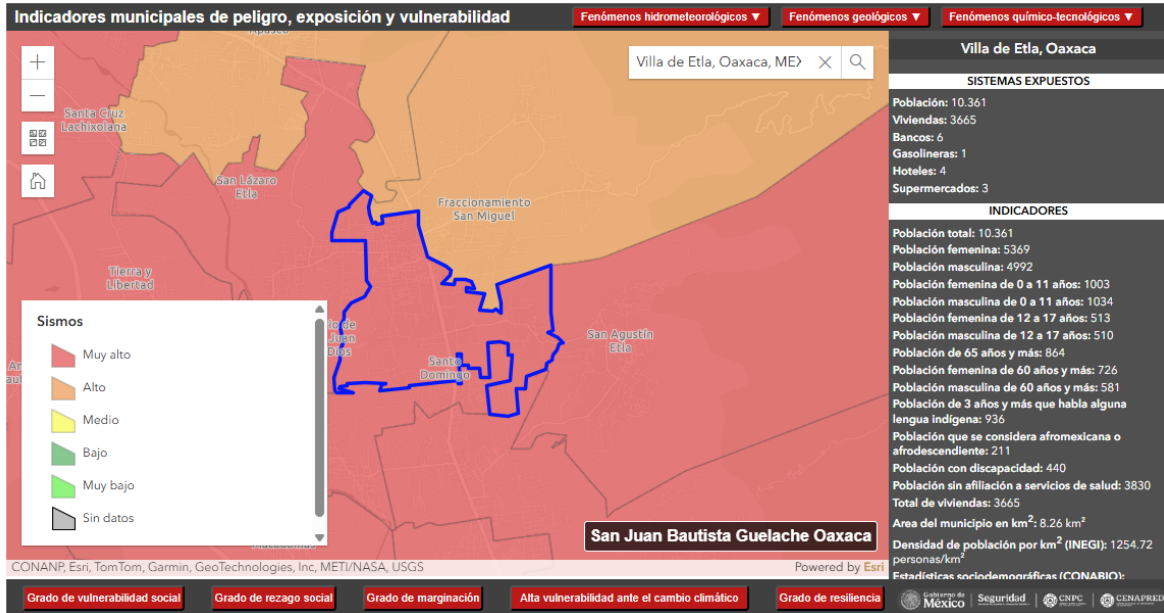 Indicadores municipales de peligro, exposición y vulnerabilidad
Fenómenos hidrometeorológicos ▼
Fenómenos geológicos ▼
Fenómenos químico-tecnológicos ▼
Villa de Etla, Oaxaca, MEX
Santa Cruz
Lachixolana
San Lázaro
Etla
Fraccionamiento
San Miguel
Tierra y
Libertad
San Agustín
Etla
Santo
Domingo
Sismos
Muy alto
Alto
Medio
Bajo
Muy bajo
Sin datos
San Juan Bautista Guelache Oaxaca
CONANP, Esri, TomTom, Garmin, GeoTechnologies, Inc, METI/NASA, USGS
Powered by Esri
Villa de Etla, Oaxaca
SISTEMAS EXPUESTOS
Población: 10.361
Viviendas: 3665
Bancos: 6
Gasolineras: 1
Hoteles: 4
Supermercados: 3
INDICADORES
Población total: 10.361
Población femenina: 5369
Población masculina: 4992
Población femenina de 0 a 11 años: 1003
Población masculina de 0 a 11 años: 1034
Población femenina de 12 a 17 años: 513
Población masculina de 12 a 17 años: 510
Población de 65 años y más: 864
Población femenina de 60 años y más: 726
Población masculina de 60 años y más: 581
Población de 3 años y más que habla alguna
lengua indígena: 936
Población que se considera afromexicana o
afrodescendiente: 211
Población con discapacidad: 440
Población sin afiliación a servicios de salud: 3830
Total de viviendas: 3665
Area del municipio en km²: 8.26 km²
Densidad de población por km² (INEGI): 1254.72
personas/km²
Estadísticas sociodemográficas (CONABIO):
Grado de vulnerabilidad social
Grado de rezago social
Grado de marginación
Alta vulnerabilidad ante el cambio climático
Grado de resiliencia
Gobierno de
México
Seguridad
CNPC
CENAPRED